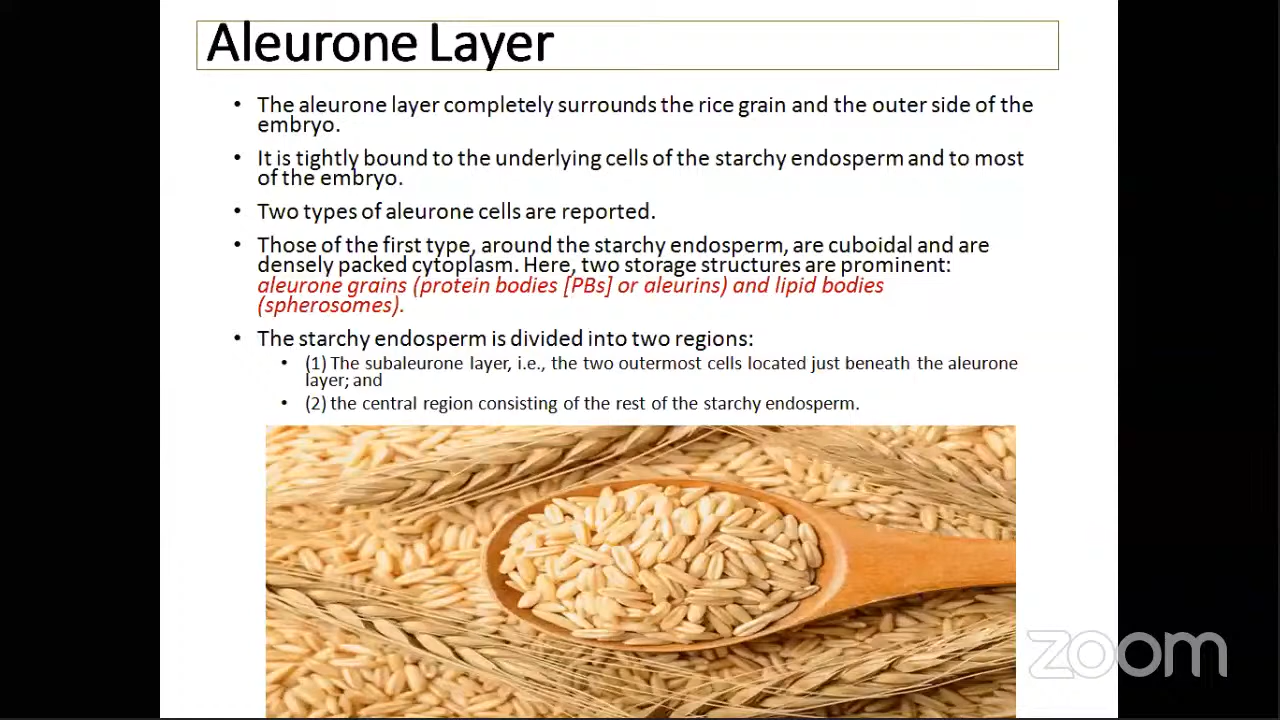 Aleurone Layer
• The aleurone layer completely surrounds the rice grain and the outer side of the
embryo.
• It is tightly bound to the underlying cells of the starchy endosperm and to most
of the embryo.
• Two types of aleurone cells are reported.
• Those of the first type, around the starchy endosperm, are cuboidal and are
densely packed cytoplasm. Here, two storage structures are prominent:
aleurone grains (protein bodies [PBs] or aleurins) and lipid bodies
(spherosomes).
• The starchy endosperm is divided into two regions:
• (1) The subaleurone layer, i.e., the two outermost cells located just beneath the aleurone
layer; and
• (2) the central region consisting of the rest of the starchy endosperm.
zoom